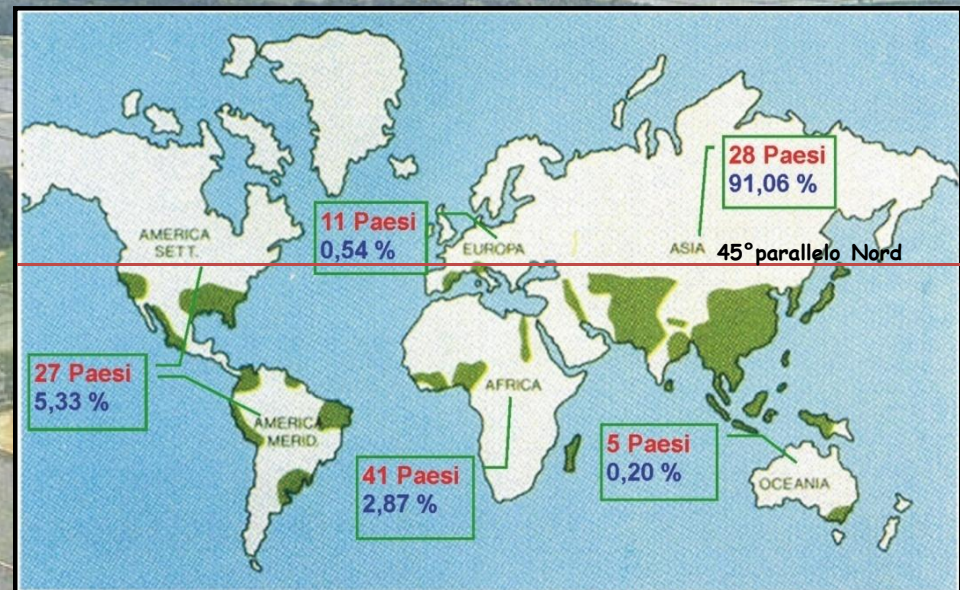 28 Paesi
91,06 %
11 Paesi
0,54 %
AMERICA
SETT.
EUROPA
ASIA
45°parallelo Nord
27 Paesi
5,33 %
AFRICA
AMERICA
MERID.
41 Paesi
2,87 %
5 Paesi
0,20 %
OCEANIA